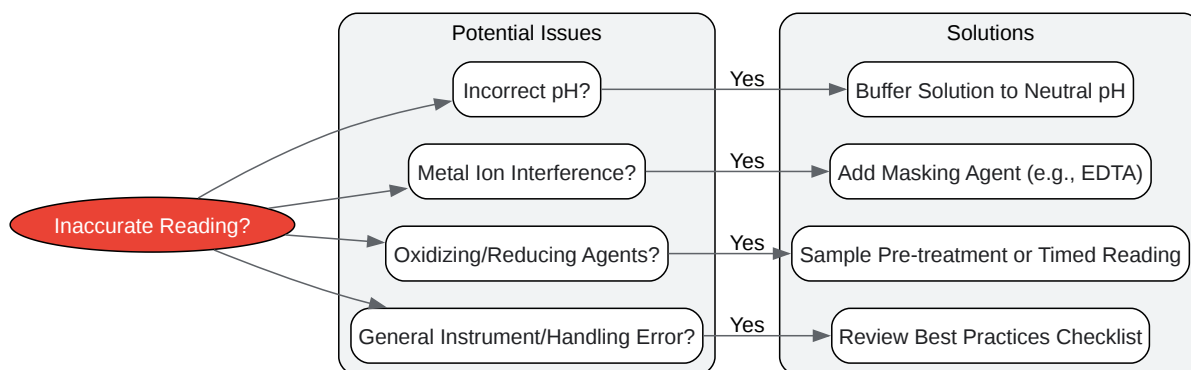 Potential Issues
Solutions
Incorrect pH?
Yes
Buffer Solution to Neutral pH
Metal Ion Interference?
Yes
Add Masking Agent (e.g., EDTA)
Inaccurate Reading?
Oxidizing/Reducing Agents?
Yes
Sample Pre-treatment or Timed Reading
General Instrument/Handling Error?
Yes
Review Best Practices Checklist